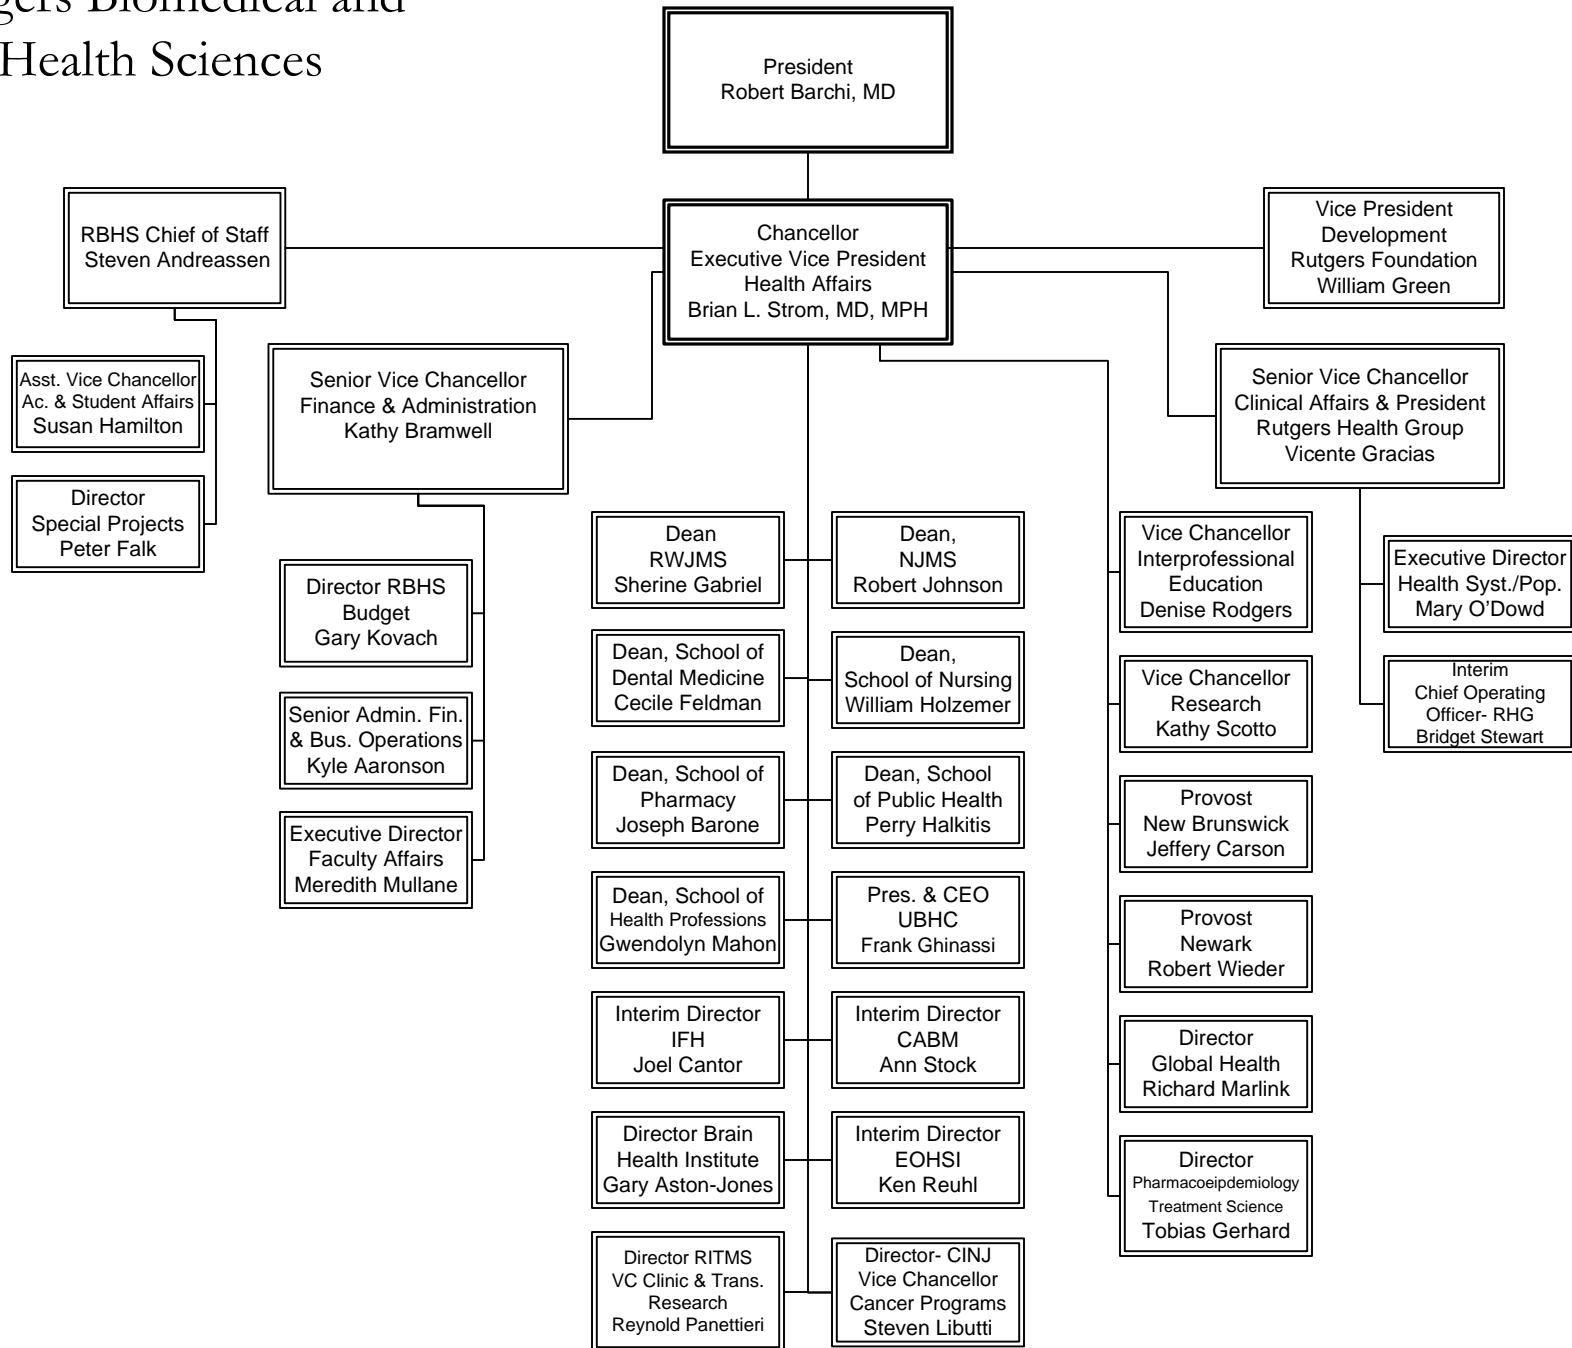 gers Biomedical and
Health Sciences
President
Robert Barchi, MD
RBHS Chief of Staff
Steven Andreassen
Chancellor
Executive Vice President
Health Affairs
Brian L. Strom, MD, MPH
Vice President
Development
Rutgers Foundation
William Green
Asst. Vice Chancellor
Ac. & Student Affairs
Susan Hamilton
Director
Special Projects
Peter Falk
Senior Vice Chancellor
Finance & Administration
Kathy Bramwell
Senior Vice Chancellor
Clinical Affairs & President
Rutgers Health Group
Vicente Gracias
Director RBHS
Budget
Gary Kovach
Senior Admin. Fin.
& Bus. Operations
Kyle Aaronson
Executive Director
Faculty Affairs
Meredith Mullane
Dean
RWJMS
Sherine Gabriel
Dean,
NJMS
Robert Johnson
Dean, School of
Dental Medicine
Cecile Feldman
Dean,
School of Nursing
William Holzemer
Dean, School of
Pharmacy
Joseph Barone
Dean, School
of Public Health
Perry Halkitis
Dean, School of
Health Professions
Gwendolyn Mahon
Pres. & CEO
UBHC
Frank Ghinassi
Interim Director
IFH
Joel Cantor
Interim Director
CABM
Ann Stock
Director Brain
Health Institute
Gary Aston-Jones
Interim Director
EOHSI
Ken Reuhl
Director RITMS
VC Clinic & Trans.
Research
Reynold Panettieri
Director- CINJ
Vice Chancellor
Cancer Programs
Steven Libutti
Vice Chancellor
Interprofessional
Education
Denise Rodgers
Vice Chancellor
Research
Kathy Scotto
Provost
New Brunswick
Jeffery Carson
Provost
Newark
Robert Wieder
Director
Global Health
Richard Marlink
Director
Pharmacoeipdemiology
Treatment Science
Tobias Gerhard
Executive Director
Health Syst./Pop.
Mary O’Dowd
Interim
Chief Operating
Officer- RHG
Bridget Stewart